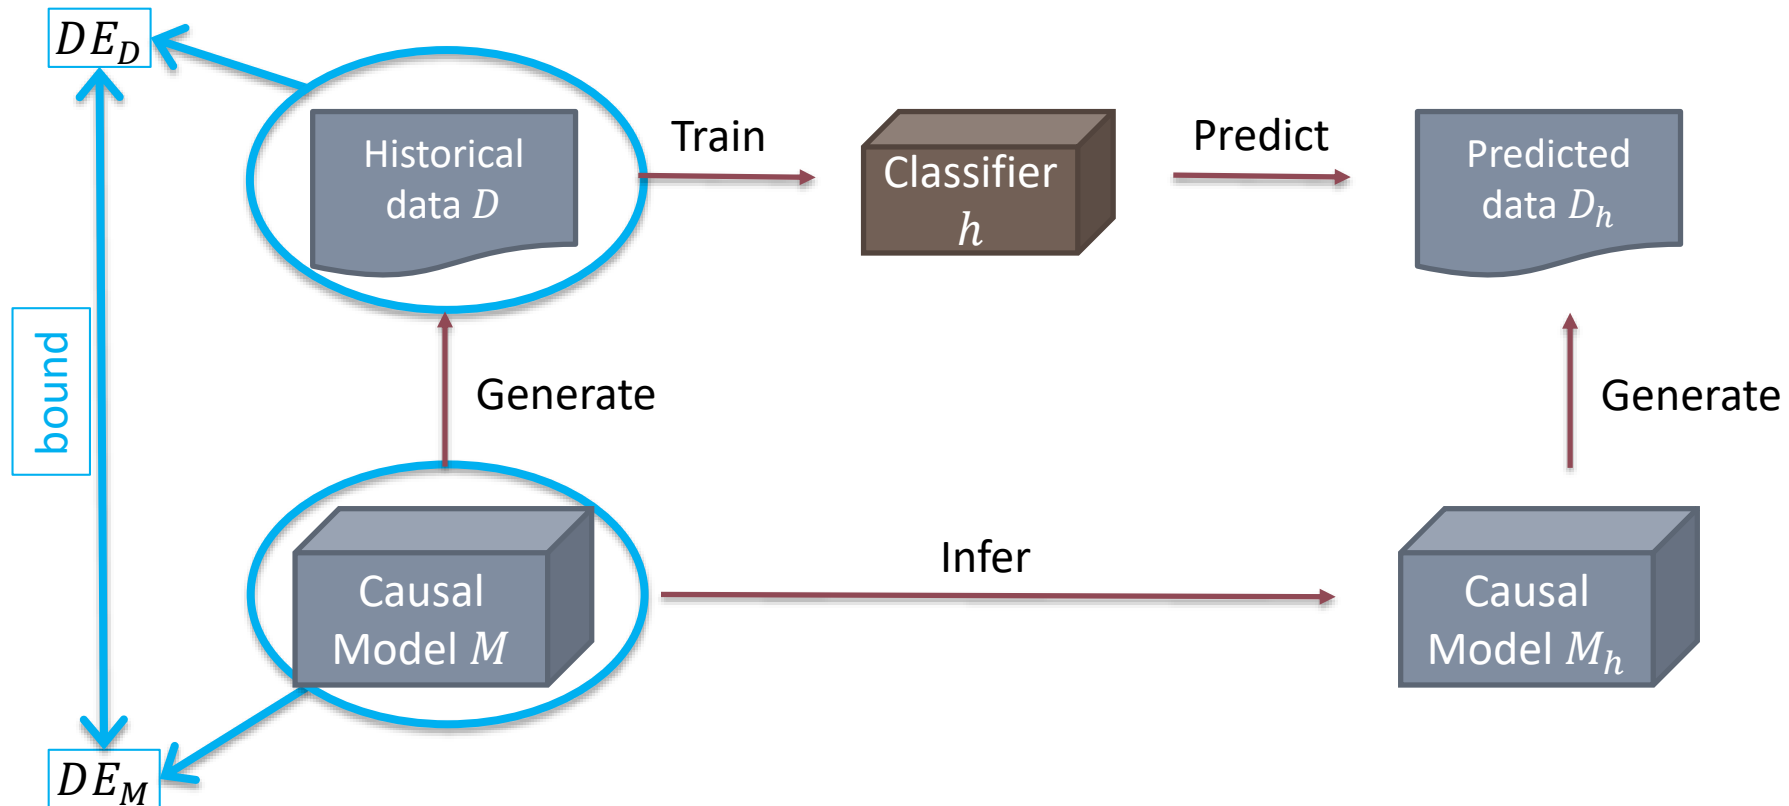 DE_D
Historical
data D
Train
Classifier
h
Predict
Predicted
data D_h
bound
Generate
Generate
Causal
Model M
Infer
Causal
Model M_h
DE_M